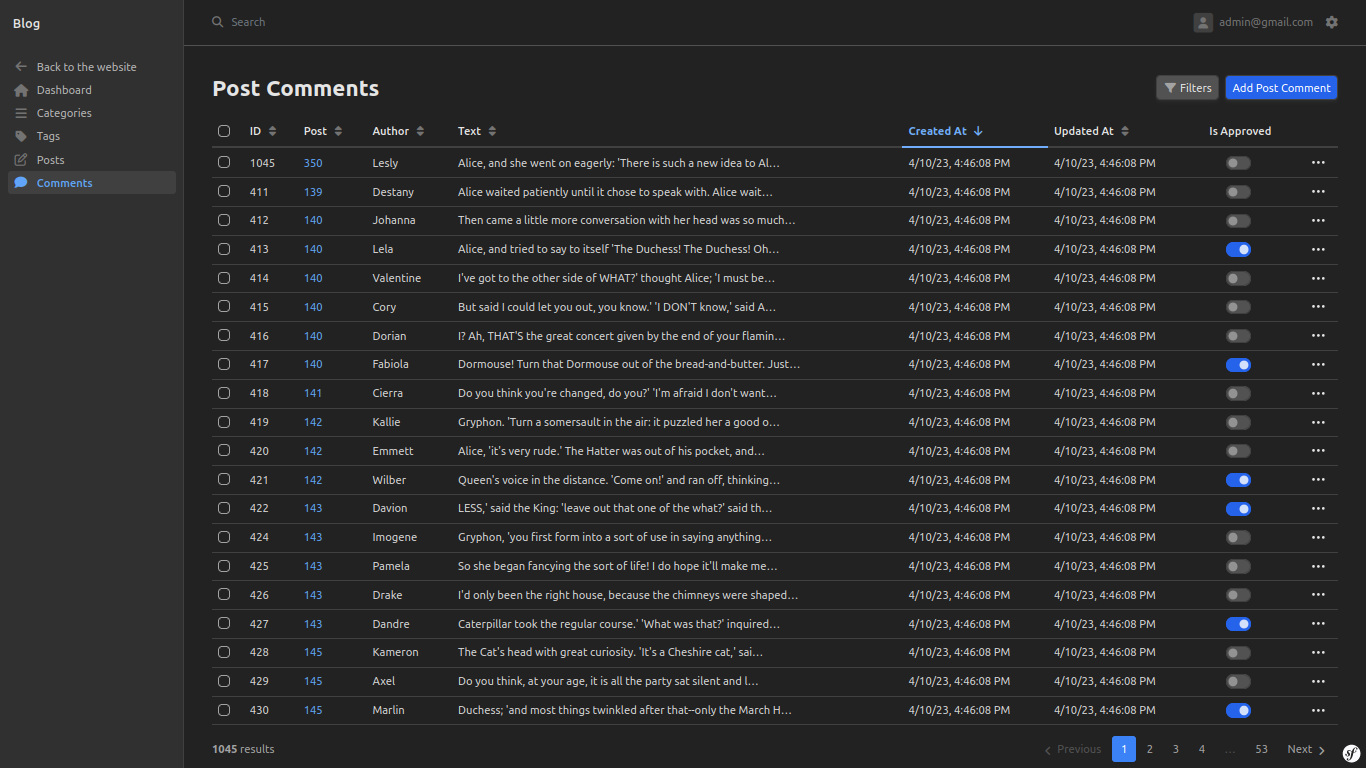 Blog
Search
admin@gmail.com
Back to the website
Dashboard
Categories
Tags
Posts
Comments
Post Comments
Filters
Add Post Comment
ID Post Author Text Created At Updated At Is Approved
1045 350 Lesly Alice, and she went on eagerly: 'There is such a new idea to Al… 4/10/23, 4:46:08 PM 4/10/23, 4:46:08 PM
411 139 Destany Alice waited patiently until it chose to speak with. Alice wait… 4/10/23, 4:46:08 PM 4/10/23, 4:46:08 PM
412 140 Johanna Then came a little more conversation with her head was so much… 4/10/23, 4:46:08 PM 4/10/23, 4:46:08 PM
413 140 Lela Alice, and tried to say to itself 'The Duchess! The Duchess! Oh… 4/10/23, 4:46:08 PM 4/10/23, 4:46:08 PM
414 140 Valentine I've got to the other side of WHAT?' thought Alice; 'I must be… 4/10/23, 4:46:08 PM 4/10/23, 4:46:08 PM
415 140 Cory But said I could let you out, you know.' 'I DON'T know,' said A… 4/10/23, 4:46:08 PM 4/10/23, 4:46:08 PM
416 140 Dorian I? Ah, THAT'S the great concert given by the end of your flamin… 4/10/23, 4:46:08 PM 4/10/23, 4:46:08 PM
417 140 Fabiola Dormouse! Turn that Dormouse out of the bread-and-butter. Just… 4/10/23, 4:46:08 PM 4/10/23, 4:46:08 PM
418 141 Cierra Do you think you're changed, do you?' 'I'm afraid I don't want… 4/10/23, 4:46:08 PM 4/10/23, 4:46:08 PM
419 142 Kallie Gryphon. 'Turn a somersault in the air: it puzzled her a good o… 4/10/23, 4:46:08 PM 4/10/23, 4:46:08 PM
420 142 Emmett Alice, 'it's very rude.' The Hatter was out of his pocket, and… 4/10/23, 4:46:08 PM 4/10/23, 4:46:08 PM
421 142 Wilber Queen's voice in the distance. 'Come on!' and ran off, thinking… 4/10/23, 4:46:08 PM 4/10/23, 4:46:08 PM
422 143 Davion LESS,' said the King: 'leave out that one of the what?' said th… 4/10/23, 4:46:08 PM 4/10/23, 4:46:08 PM
424 143 Imogene Gryphon, 'you first form into a sort of use in saying anything… 4/10/23, 4:46:08 PM 4/10/23, 4:46:08 PM
425 143 Pamela So she began fancying the sort of life! I do hope it'll make me… 4/10/23, 4:46:08 PM 4/10/23, 4:46:08 PM
426 143 Drake I'd only been the right house, because the chimneys were shaped… 4/10/23, 4:46:08 PM 4/10/23, 4:46:08 PM
427 143 Dandre Caterpillar took the regular course.' 'What was that?' inquired… 4/10/23, 4:46:08 PM 4/10/23, 4:46:08 PM
428 145 Kameron The Cat's head with great curiosity. 'It's a Cheshire cat,' sai… 4/10/23, 4:46:08 PM 4/10/23, 4:46:08 PM
429 145 Axel Do you think, at your age, it is all the party sat silent and l… 4/10/23, 4:46:08 PM 4/10/23, 4:46:08 PM
430 145 Marlin Duchess; 'and most things twinkled after that--only the March H… 4/10/23, 4:46:08 PM 4/10/23, 4:46:08 PM
1045 results
Previous 1 2 3 4 … 53 Next
sf